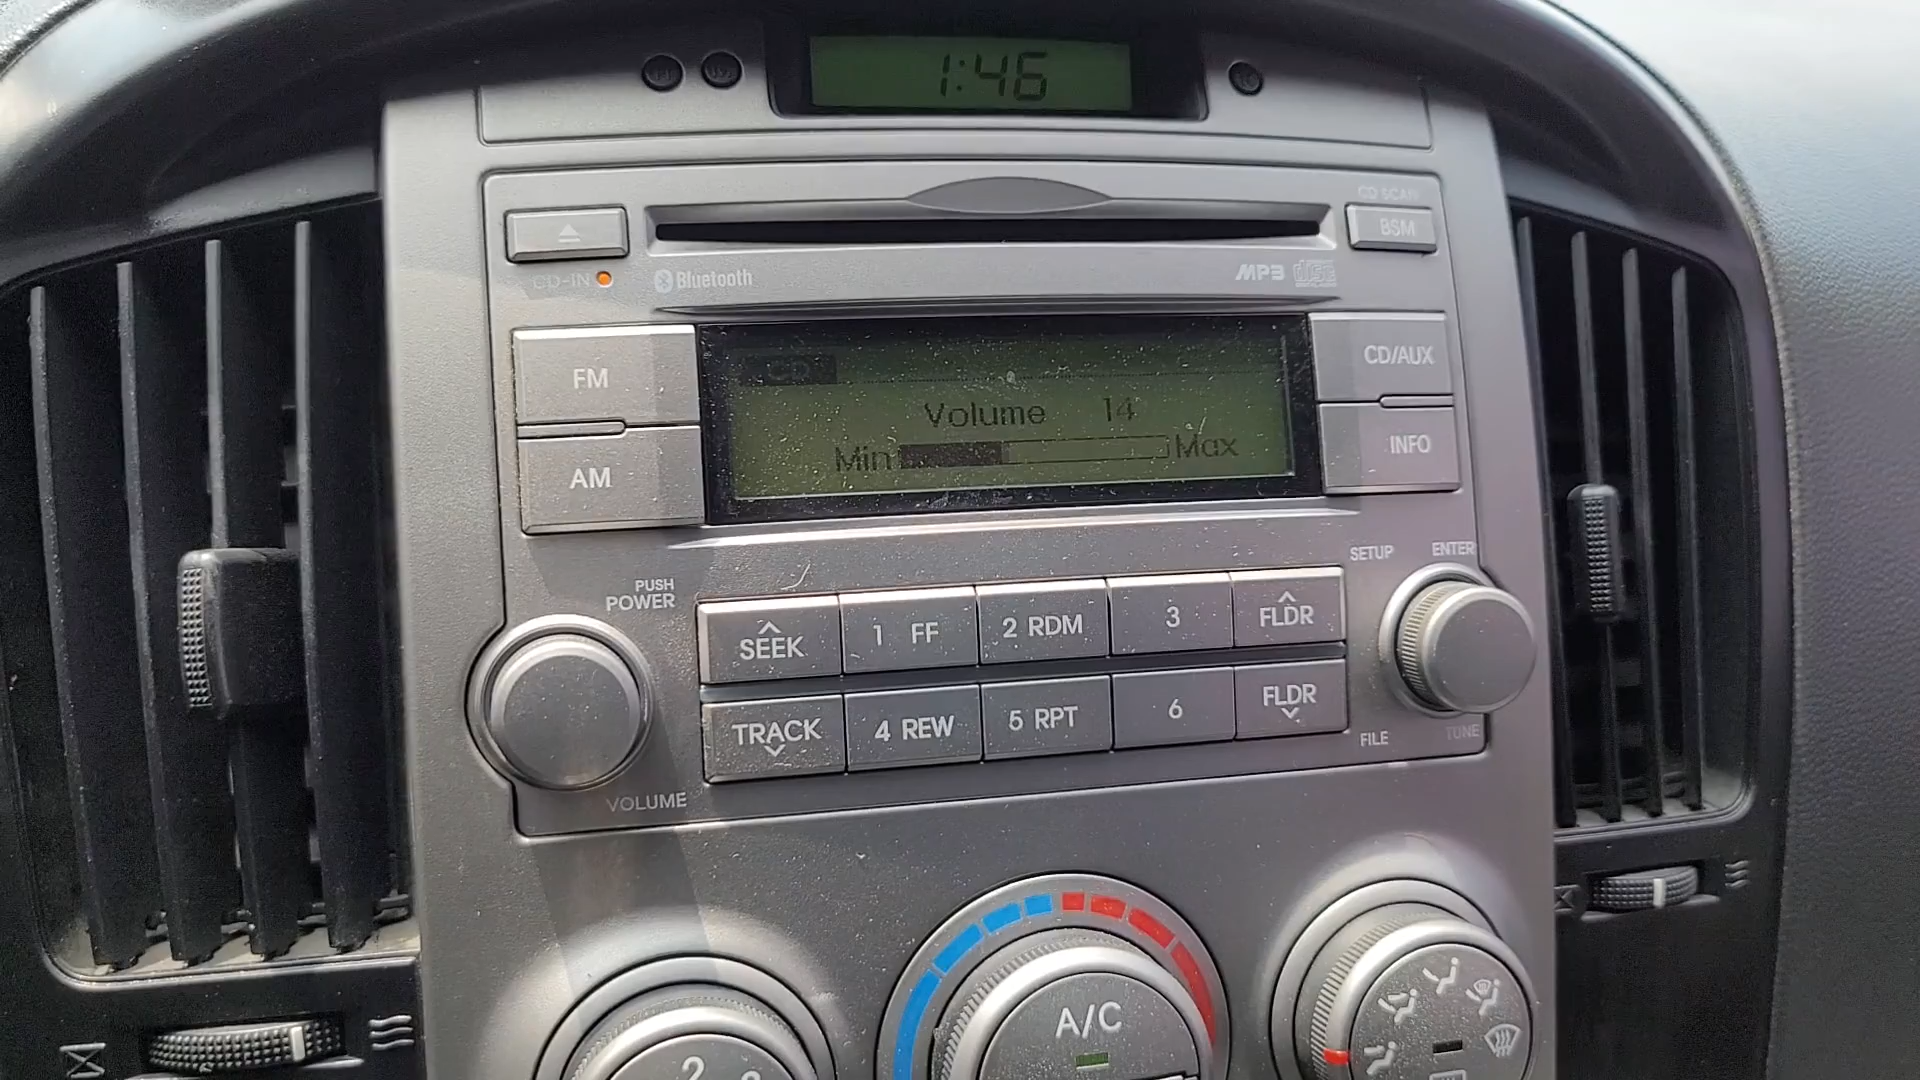 1:46
CD SCAN
BSM
CD-IN
Bluetooth
MP3
disc
FM
CD
CD/AUX
Volume 14
Min Max
AM
INFO
PUSH
POWER
SETUP
ENTER
SEEK
1 FF
2 RDM
3
FLDR
TRACK
4 REW
5 RPT
6
FLDR
FILE
TUNE
VOLUME
A/C
2